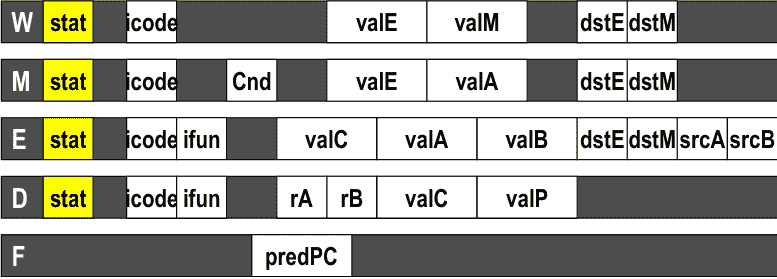 W stat icode valE valM dstE dstM
M stat icode Cnd valE valA dstE dstM
E stat icode ifun valC valA valB dstE dstM srcA srcB
D stat icode ifun rA rB valC valP
F predPC